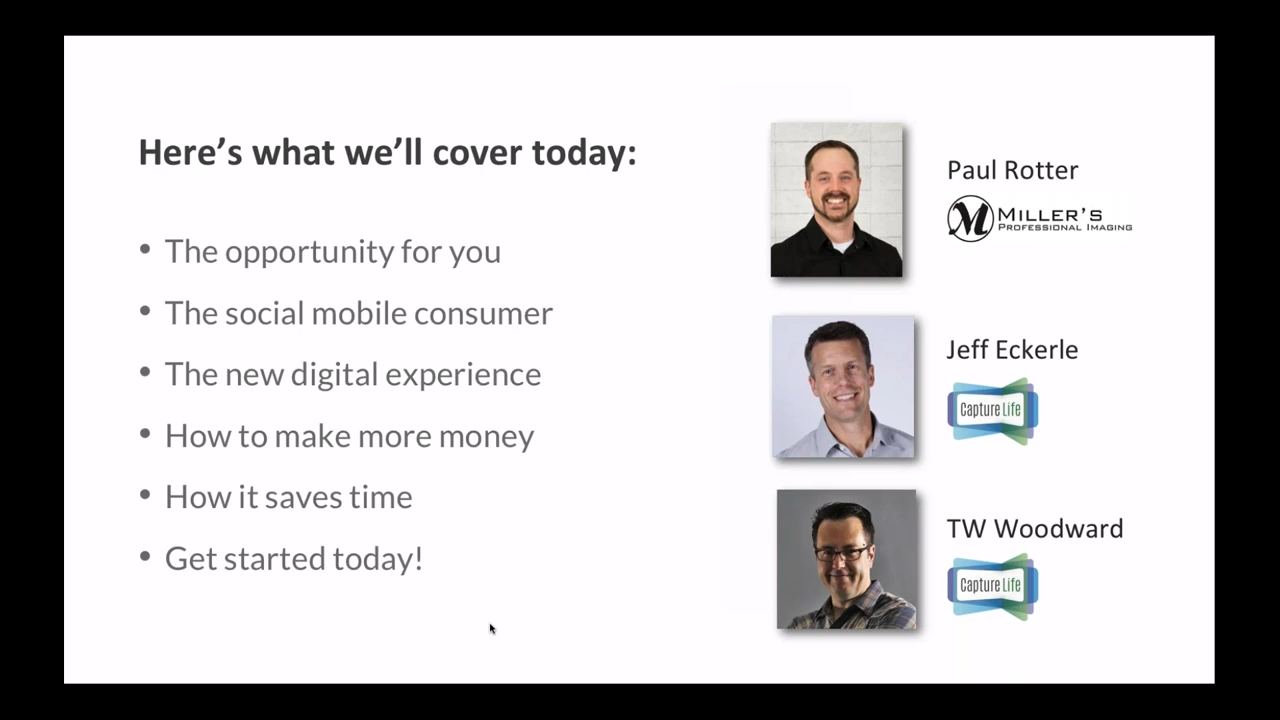 Here’s what we’ll cover today:
• The opportunity for you
• The social mobile consumer
• The new digital experience
• How to make more money
• How it saves time
• Get started today!
Paul Rotter
M MILLER’S
PROFESSIONAL IMAGING
Jeff Eckerle
Capture Life
TW Woodward
Capture Life